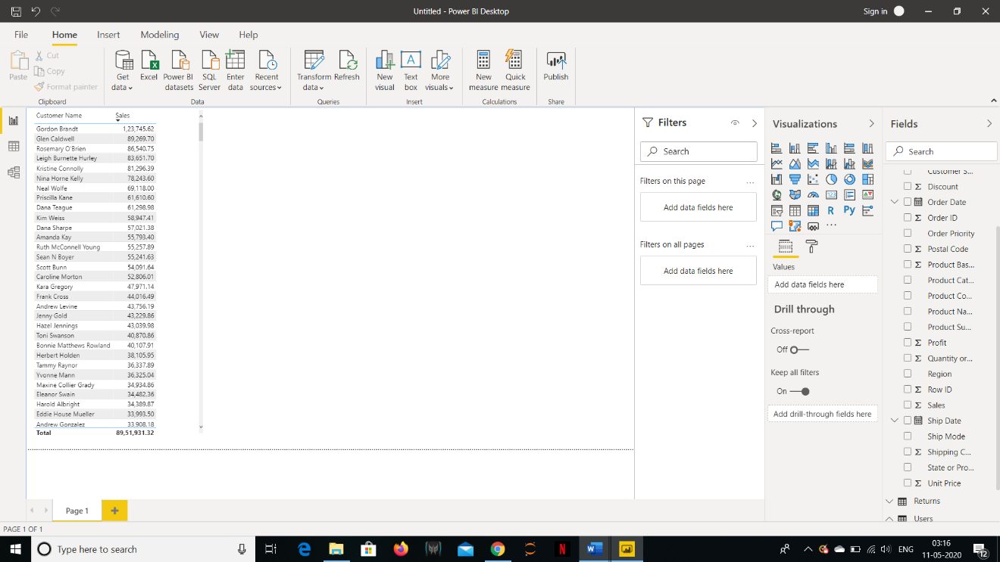 Untitled - Power BI Desktop
Sign in
File Home Insert Modeling View Help
Paste
Cut
Copy
Format painter
Clipboard
Get data
Excel
Power BI datasets
SQL Server
Enter data
Recent sources
Data
Transform data
Refresh
Queries
New visual
Text box
More visuals
Insert
New measure
Quick measure
Calculations
Publish
Share
Customer Name Sales
Gordon Brandt 1,23,745.62
Glen Caldwell 89,269.70
Rosemary O'Brien 86,540.75
Leigh Burnette Hurley 83,651.70
Kristine Connolly 81,296.39
Nina Horne Kelly 78,243.60
Neal Wolfe 69,118.00
Priscilla Kane 61,610.60
Dana Teague 61,298.98
Kim Weiss 58,947.41
Dana Sharpe 57,021.38
Amanda Kay 55,793.40
Ruth McConnell Young 55,257.89
Sean N Boyer 55,241.63
Scott Bunn 54,091.64
Caroline Morton 52,806.01
Kara Gregory 47,971.14
Frank Cross 44,016.49
Andrew Levine 43,756.19
Jenny Gold 43,229.86
Hazel Jennings 43,039.98
Toni Swanson 40,870.86
Bonnie Matthews Rowland 40,107.91
Herbert Holden 38,105.95
Tammy Raynor 36,337.89
Yvonne Mann 36,325.04
Maxine Collier Grady 34,934.86
Eleanor Swain 34,482.36
Harold Albright 34,389.87
Eddie House Mueller 33,993.50
Andrew Gonzalez 33,908.18
Total 89,51,931.32
Filters
Search
Filters on this page ...
Add data fields here
Filters on all pages ...
Add data fields here
Visualizations
123
R
Py
...
Values
Add data fields here
Drill through
Cross-report
Off
Keep all filters
On
Add drill-through fields here
Fields
Search
Customer S...
Σ Discount
Order Date
Σ Order ID
Order Priority
Σ Postal Code
Σ Product Bas...
Product Cat...
Product Co...
Product Na...
Product Su...
Σ Profit
Σ Quantity or...
Region
Σ Row ID
Σ Sales
Ship Date
Ship Mode
Σ Shipping C...
State or Pro...
Σ Unit Price
Returns
Users
Page 1
PAGE 1 OF 1
Type here to search
ENG
03:16
11-05-2020
12